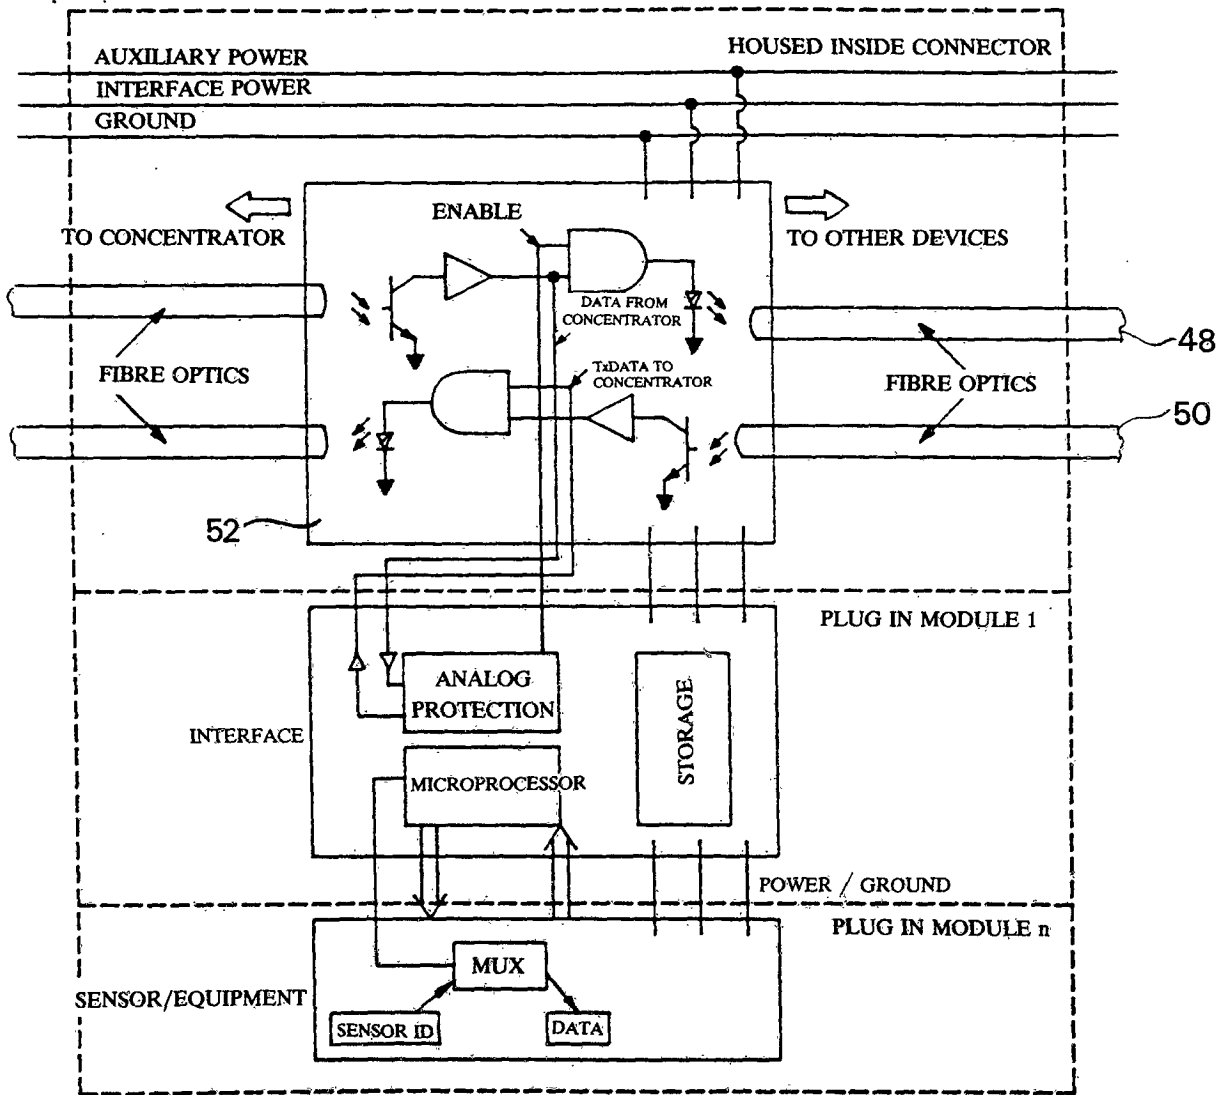 AUXILIARY POWER
HOUSED INSIDE CONNECTOR
INTERFACE POWER
GROUND
ENABLE
TO CONCENTRATOR
TO OTHER DEVICES
DATA FROM
CONCENTRATOR
48
FIBRE OPTICS
TxDATA TO
CONCENTRATOR
FIBRE OPTICS
50
52
PLUG IN MODULE 1
ANALOG
PROTECTION
STORAGE
INTERFACE
MICROPROCESSOR
POWER / GROUND
PLUG IN MODULE n
MUX
SENSOR/EQUIPMENT
SENSOR ID
DATA